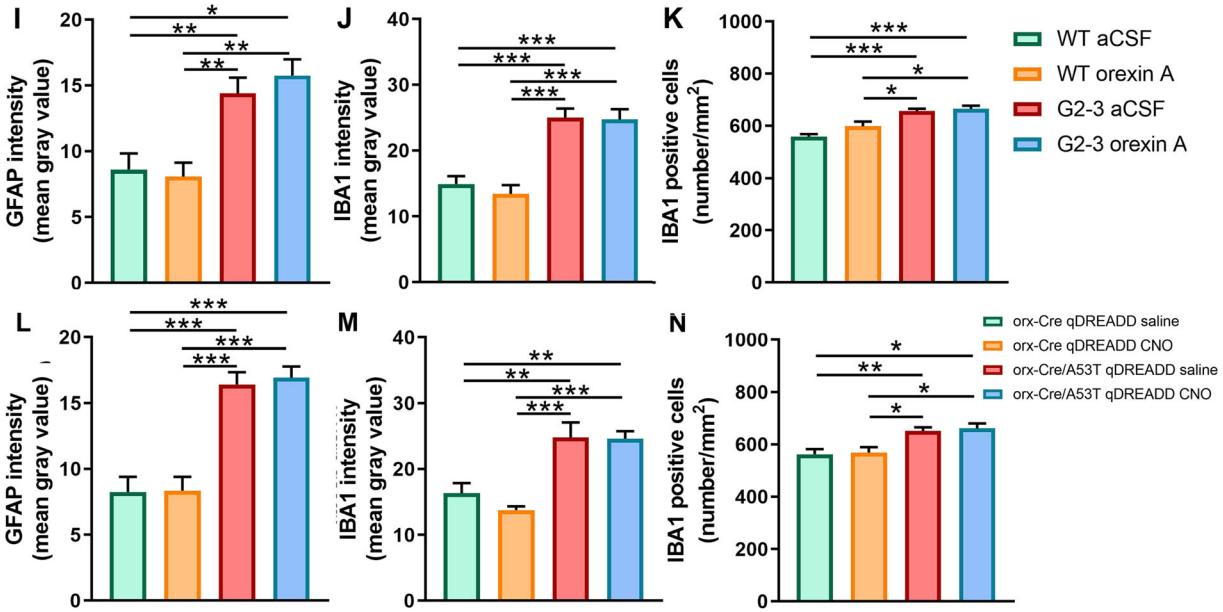 I
GFAP intensity
(mean gray value)
20
15
10
5
0
*
**
**
**
J
IBA1 intensity
(mean gray value)
40
30
20
10
0
***
***
***
***
K
IBA1 positive cells
(number/mm2)
1000
800
600
400
200
0
***
***
*
*
WT aCSF
WT orexin A
G2-3 aCSF
G2-3 orexin A
L
GFAP intensity
(mean gray value)
20
15
10
5
0
***
***
***
***
M
IBA1 intensity
(mean gray value)
40
30
20
10
0
**
**
***
***
N
IBA1 positive cells
(number/mm2)
1000
800
600
400
200
0
*
**
*
*
orx-Cre qDREADD saline
orx-Cre qDREADD CNO
orx-Cre/A53T qDREADD saline
orx-Cre/A53T qDREADD CNO